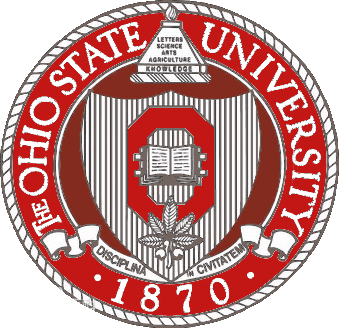 THE OHIO STATE UNIVERSITY
LETTERS
SCIENCE
ARTS
AGRICULTURE
KNOWLEDGE
DISCIPLINA IN CIVITATEM
· 1870 ·